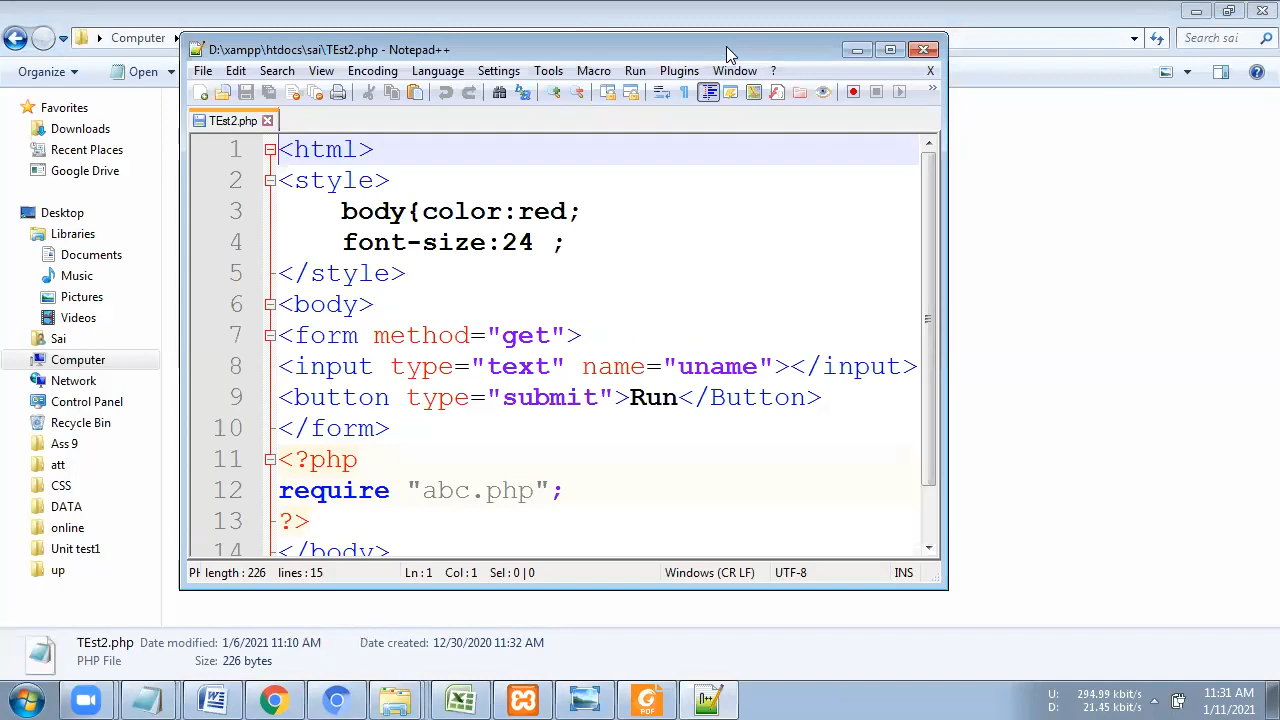 Computer
Search sai
D:\xampp\htdocs\sai\TEst2.php - Notepad++
Organize
Open
File Edit Search View Encoding Language Settings Tools Macro Run Plugins Window ? X
TEst2.php
Favorites
Downloads
Recent Places
Google Drive
Desktop
Libraries
Documents
Music
Pictures
Videos
Sai
Computer
Network
Control Panel
Recycle Bin
Ass 9
att
CSS
DATA
online
Unit test1
up
1 <html>
2 <style>
3 body{color:red;
4 font-size:24 ;
5 </style>
6 <body>
7 <form method="get">
8 <input type="text" name="uname"></input>
9 <button type="submit">Run</Button>
10 </form>
11 <?php
12 require "abc.php";
13 ?>
14 </body>
PH length : 226 lines : 15 Ln : 1 Col : 1 Sel : 0 | 0 Windows (CR LF) UTF-8 INS
TEst2.php Date modified: 1/6/2021 11:10 AM Date created: 12/30/2020 11:32 AM
PHP File Size: 226 bytes
PDF
U: 294.99 kbit/s
D: 21.45 kbit/s
11:31 AM
1/11/2021